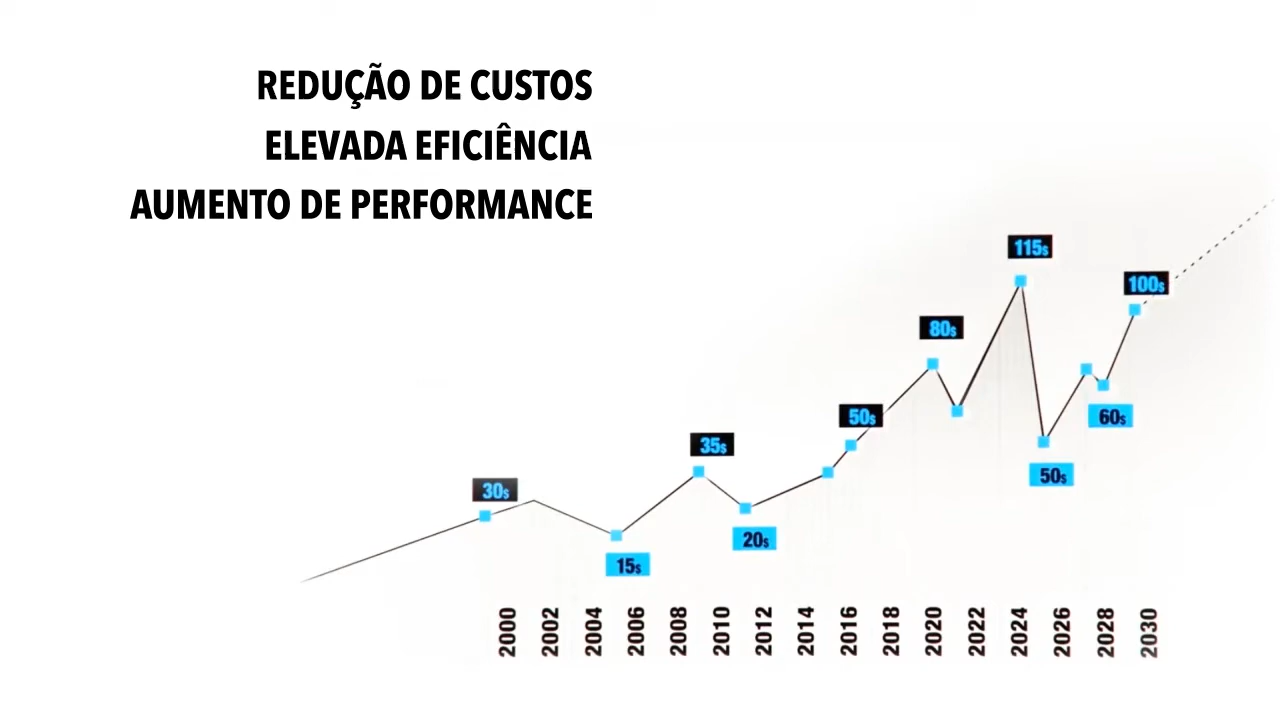 REDUÇÃO DE CUSTOS
ELEVADA EFICIÊNCIA
AUMENTO DE PERFORMANCE
115s
100s
80s
50s
60s
35s
50s
30s
20s
15s
2000 2002 2004 2006 2008 2010 2012 2014 2016 2018 2020 2022 2024 2026 2028 2030